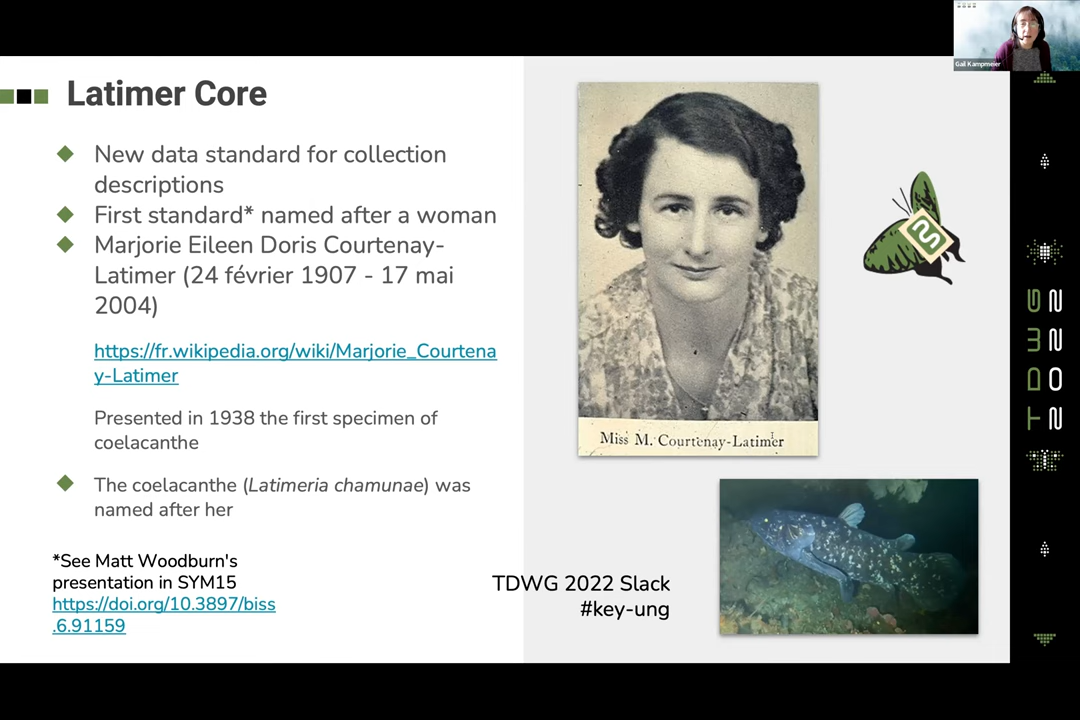 Gail Kampmeier
Latimer Core
New data standard for collection
descriptions
First standard* named after a woman
Marjorie Eileen Doris Courtenay-
Latimer (24 février 1907 - 17 mai
2004)
https://fr.wikipedia.org/wiki/Marjorie_Courtena
y-Latimer
Presented in 1938 the first specimen of
coelacanthe
The coelacanthe (Latimeria chamunae) was
named after her
*See Matt Woodburn's
presentation in SYM15
https://doi.org/10.3897/biss
.6.91159
Miss M. Courtenay-Latimer
TDWG 2022 Slack
#key-ung
TDWG
2022